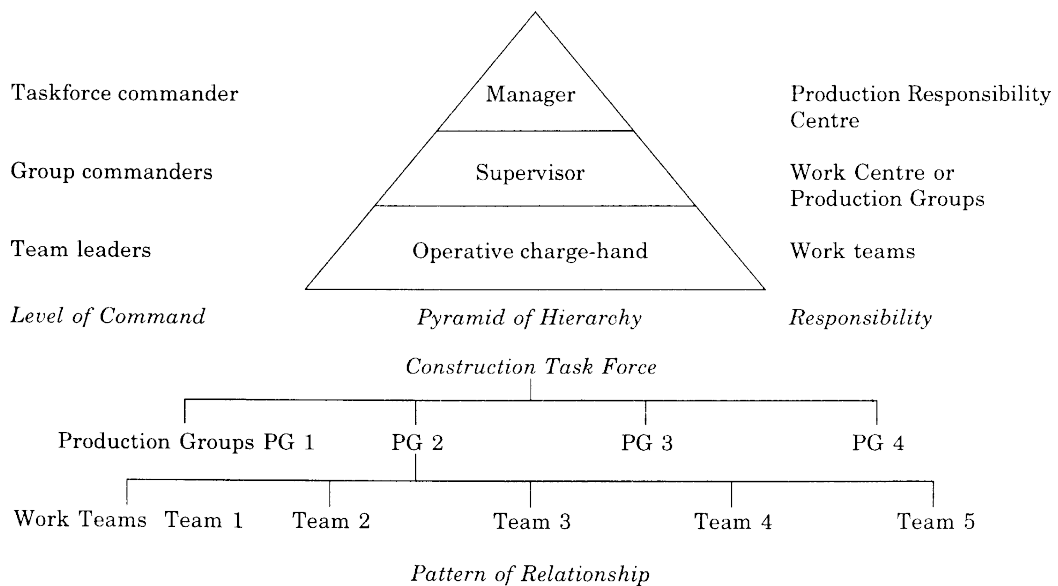 Taskforce commander Manager Production Responsibility
Centre
Group commanders Supervisor Work Centre or
Production Groups
Team leaders Operative charge-hand Work teams
Level of Command Pyramid of Hierarchy Responsibility
Construction Task Force
Production Groups PG 1 PG 2 PG 3 PG 4
Work Teams Team 1 Team 2 Team 3 Team 4 Team 5
Pattern of Relationship